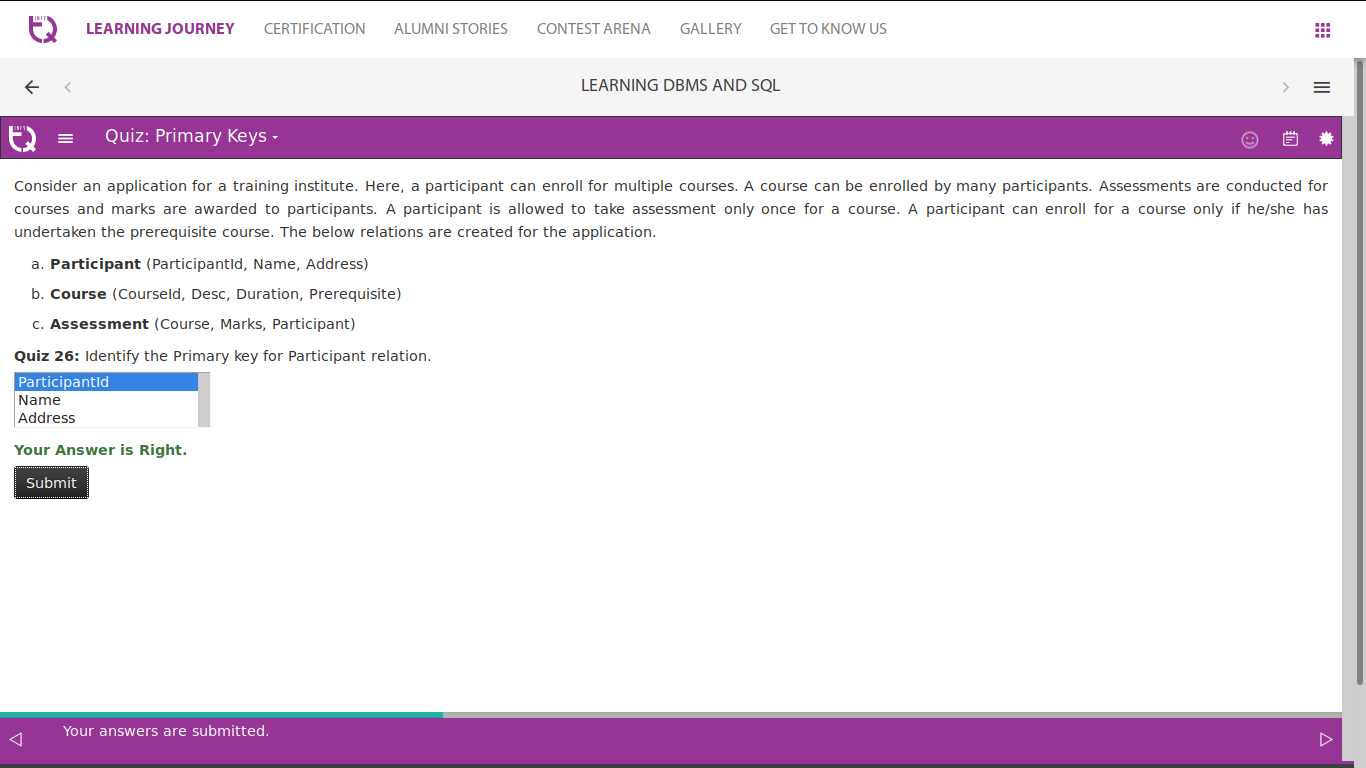 INFY
TQ
LEARNING JOURNEY CERTIFICATION ALUMNI STORIES CONTEST ARENA GALLERY GET TO KNOW US
LEARNING DBMS AND SQL
INFY
TQ
Quiz: Primary Keys
Consider an application for a training institute. Here, a participant can enroll for multiple courses. A course can be enrolled by many participants. Assessments are conducted for
courses and marks are awarded to participants. A participant is allowed to take assessment only once for a course. A participant can enroll for a course only if he/she has
undertaken the prerequisite course. The below relations are created for the application.
a. Participant (ParticipantId, Name, Address)
b. Course (CourseId, Desc, Duration, Prerequisite)
c. Assessment (Course, Marks, Participant)
Quiz 26: Identify the Primary key for Participant relation.
ParticipantId
Name
Address
Your Answer is Right.
Submit
Your answers are submitted.